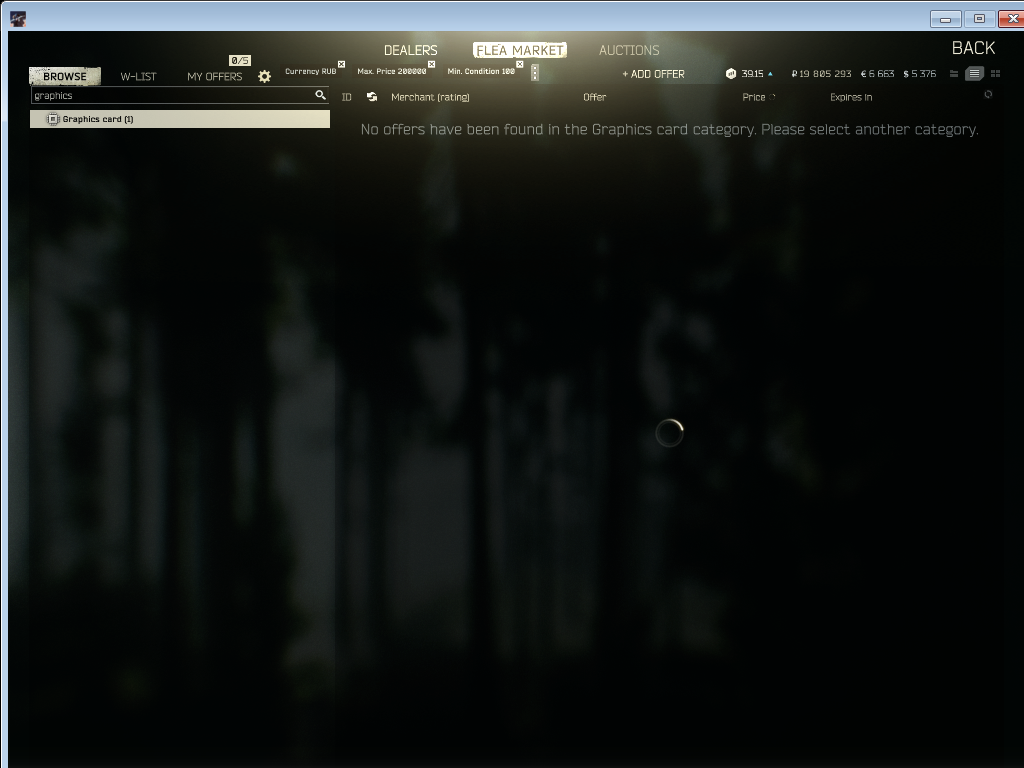 DEALERS FLEA MARKET AUCTIONS BACK
0/5
BROWSE W-LIST MY OFFERS Currency RUB Max. Price 200000 Min. Condition 100 + ADD OFFER 39.15 ₽ 19 805 293 € 6 663 $ 5 376
graphics ID Merchant (rating) Offer Price Expires in
Graphics card (1)
No offers have been found in the Graphics card category. Please select another category.